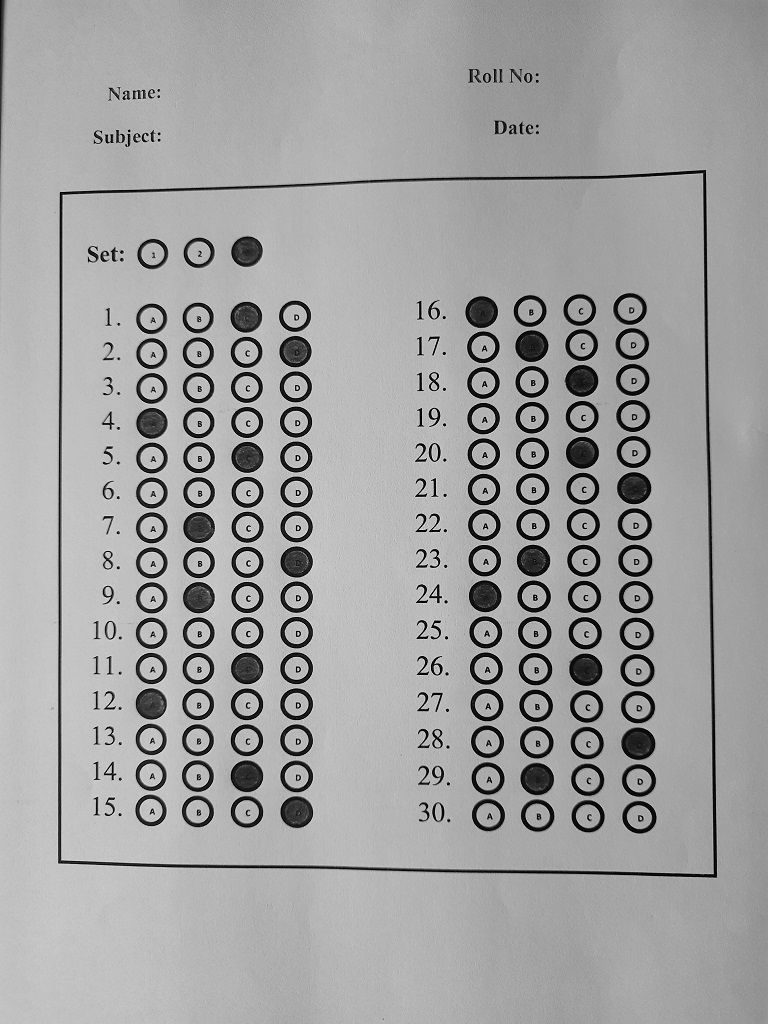 Name:
Roll No:
Subject:
Date:
Set: 1 2
1. A B D
2. A B C D
3. A B C D
4. B C D
5. A B C D
6. A B C D
7. A C D
8. A B C D
9. A C D
10. A B C D
11. A B D
12. B C D
13. A B C D
14. A B D
15. A B C D
16. A B C D
17. A C D
18. A B D
19. A B C D
20. A B D
21. A B C
22. A B C D
23. A C D
24. B C D
25. A B C D
26. A B D
27. A B C D
28. A B C
29. A C D
30. A B C D